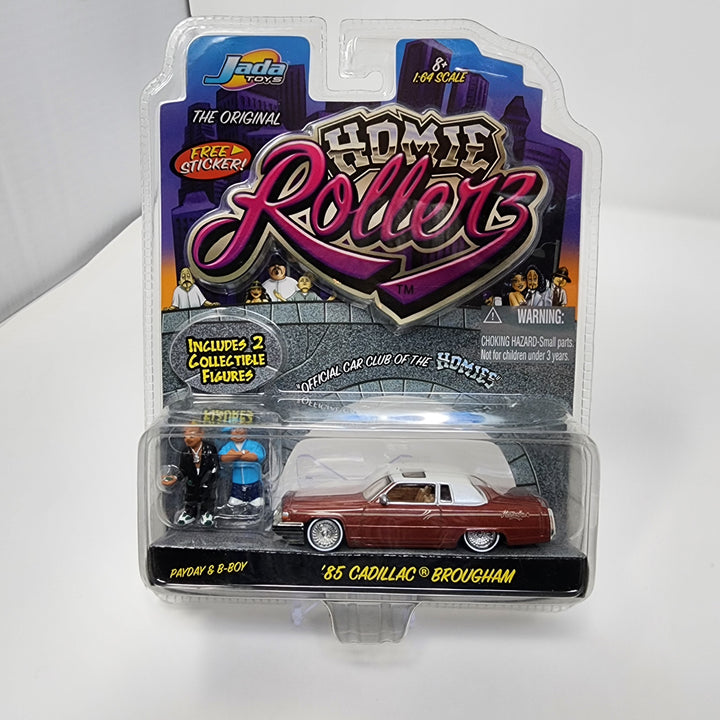 Jada
TOYS
8+
1:64 SCALE
THE ORIGINAL
FREE
STICKER!
HOMIE
Rollerz
TM
WARNING:
CHOKING HAZARD-Small parts.
Not for children under 3 years.
INCLUDES 2
COLLECTIBLE
FIGURES
"OFFICIAL CAR CLUB OF THE HOMIES"
PAYDAY & B-BOY
'85 CADILLAC® BROUGHAM